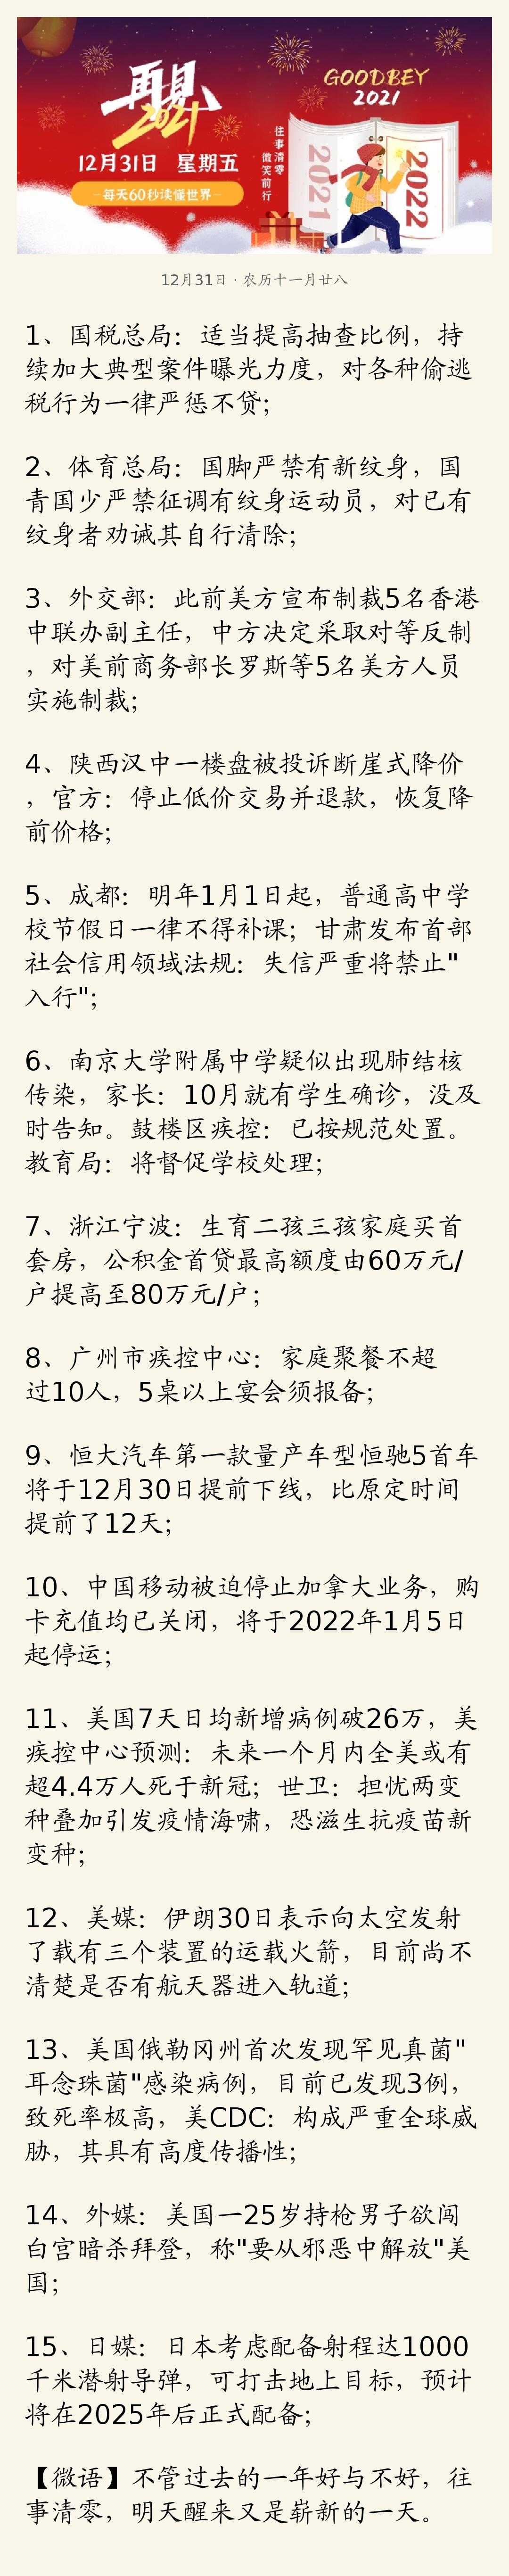 再见
2021
12月31日 星期五
每天60秒读懂世界
往事清零
微笑前行
GOODBEY
2021
2021
2022
12月31日·农历十一月廿八
1、国税总局：适当提高抽查比例，持
续加大典型案件曝光力度，对各种偷逃
税行为一律严惩不贷；
2、体育总局：国脚严禁有新纹身，国
青国少严禁征调有纹身运动员，对已有
纹身者劝诫其自行清除；
3、外交部：此前美方宣布制裁5名香港
中联办副主任，中方决定采取对等反制
，对美前商务部长罗斯等5名美方人员
实施制裁；
4、陕西汉中一楼盘被投诉断崖式降价
，官方：停止低价交易并退款，恢复降
前价格；
5、成都：明年1月1日起，普通高中学
校节假日一律不得补课；甘肃发布首部
社会信用领域法规：失信严重将禁止"
入行"；
6、南京大学附属中学疑似出现肺结核
传染，家长：10月就有学生确诊，没及
时告知。鼓楼区疾控：已按规范处置。
教育局：将督促学校处理；
7、浙江宁波：生育二孩三孩家庭买首
套房，公积金首贷最高额度由60万元/
户提高至80万元/户；
8、广州市疾控中心：家庭聚餐不超
过10人，5桌以上宴会须报备；
9、恒大汽车第一款量产车型恒驰5首车
将于12月30日提前下线，比原定时间
提前了12天；
10、中国移动被迫停止加拿大业务，购
卡充值均已关闭，将于2022年1月5日
起停运；
11、美国7天日均新增病例破26万，美
疾控中心预测：未来一个月内全美或有
超4.4万人死于新冠；世卫：担忧两变
种叠加引发疫情海啸，恐滋生抗疫苗新
变种；
12、美媒：伊朗30日表示向太空发射
了载有三个装置的运载火箭，目前尚不
清楚是否有航天器进入轨道；
13、美国俄勒冈州首次发现罕见真菌"
耳念珠菌"感染病例，目前已发现3例，
致死率极高，美CDC：构成严重全球威
胁，其具有高度传播性；
14、外媒：美国一25岁持枪男子欲闯
白宫暗杀拜登，称"要从邪恶中解放"美
国；
15、日媒：日本考虑配备射程达1000
千米潜射导弹，可打击地上目标，预计
将在2025年后正式配备；
【微语】不管过去的一年好与不好，往
事清零，明天醒来又是崭新的一天。